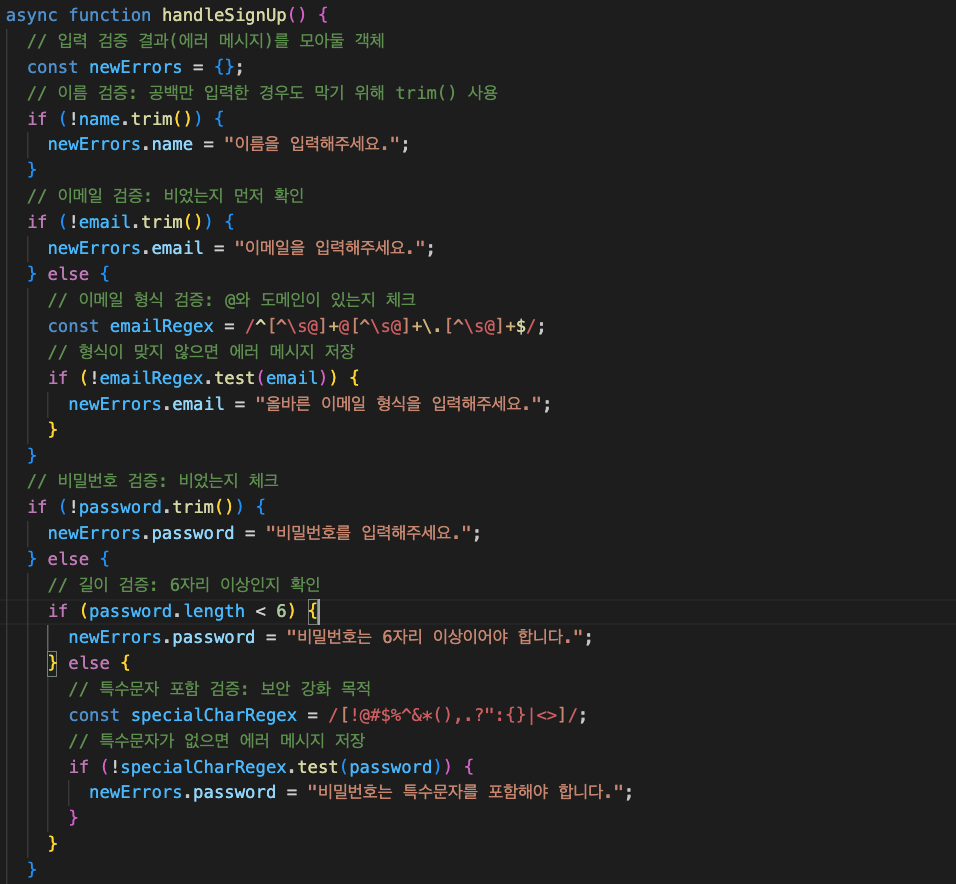 async function handleSignUp() {
// 입력 검증 결과(에러 메시지)를 모아둘 객체
const newErrors = {};
// 이름 검증: 공백만 입력한 경우도 막기 위해 trim() 사용
if (!name.trim()) {
newErrors.name = "이름을 입력해주세요.";
}
// 이메일 검증: 비었는지 먼저 확인
if (!email.trim()) {
newErrors.email = "이메일을 입력해주세요.";
} else {
// 이메일 형식 검증: @와 도메인이 있는지 체크
const emailRegex = /^[^\s@]+@[^\s@]+\.[^\s@]+$/;
// 형식이 맞지 않으면 에러 메시지 저장
if (!emailRegex.test(email)) {
newErrors.email = "올바른 이메일 형식을 입력해주세요.";
}
}
// 비밀번호 검증: 비었는지 체크
if (!password.trim()) {
newErrors.password = "비밀번호를 입력해주세요.";
} else {
// 길이 검증: 6자리 이상인지 확인
if (password.length < 6) {
newErrors.password = "비밀번호는 6자리 이상이어야 합니다.";
} else {
// 특수문자 포함 검증: 보안 강화 목적
const specialCharRegex = /[!@#$%^&*(),.?":{}|<>]/;
// 특수문자가 없으면 에러 메시지 저장
if (!specialCharRegex.test(password)) {
newErrors.password = "비밀번호는 특수문자를 포함해야 합니다.";
}
}
}